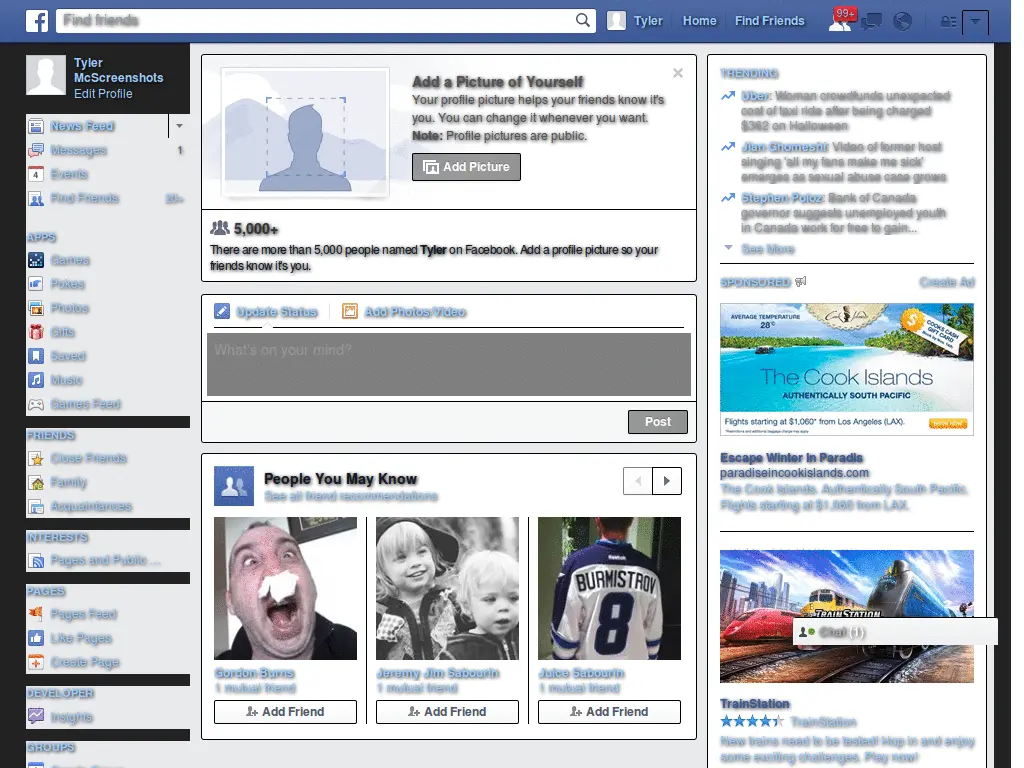 f
Find friends
Tyler
Home
Find Friends
99+
Tyler
McScreenshots
Edit Profile
News Feed
Messages 1
4 Events
Find Friends 20+
APPS
Games
Pokes
Photos
Gifts
Saved
Music
Games Feed
FRIENDS
Close Friends
Family
Acquaintances
INTERESTS
Pages and Public ...
PAGES
Pages Feed
Like Pages
Create Page
DEVELOPER
Insights
GROUPS
Add a Picture of Yourself
Your profile picture helps your friends know it's
you. You can change it whenever you want.
Note: Profile pictures are public.
Add Picture
5,000+
There are more than 5,000 people named Tyler on Facebook. Add a profile picture so your
friends know it's you.
Update Status
Add Photos/Video
What's on your mind?
Post
People You May Know
See all friend recommendations
Reebok
BURMISTROV
8
Gordon Burns
1 mutual friend
Add Friend
Jeremy Jim Sabourin
1 mutual friend
Add Friend
Juice Sabourin
1 mutual friend
Add Friend
TRENDING
Uber: Woman crowdfunds unexpected
cost of taxi ride after being charged
$362 on Halloween
Jian Ghomeshi: Video of former host
singing 'all my fans make me sick'
emerges as sexual abuse case grows
Stephen Poloz: Bank of Canada
governor suggests unemployed youth
in Canada work for free to gain...
See More
SPONSORED
Create Ad
AVERAGE TEMPERATURE
28°C
Cook Islands
$
COOKS CASH
GIFT CARD
The Cook Islands
AUTHENTICALLY SOUTH PACIFIC
Flights starting at $1,060* from Los Angeles (LAX).
BOOK NOW
Escape Winter In Paradis
paradiseincookislands.com
The Cook Islands. Authentically South Pacific.
Flights starting at $1,060 from LAX.
TRAINSTATION
Chat (1)
TrainStation
TrainStation
New trains need to be tested! Hop in and enjoy
some exciting challenges. Play now!